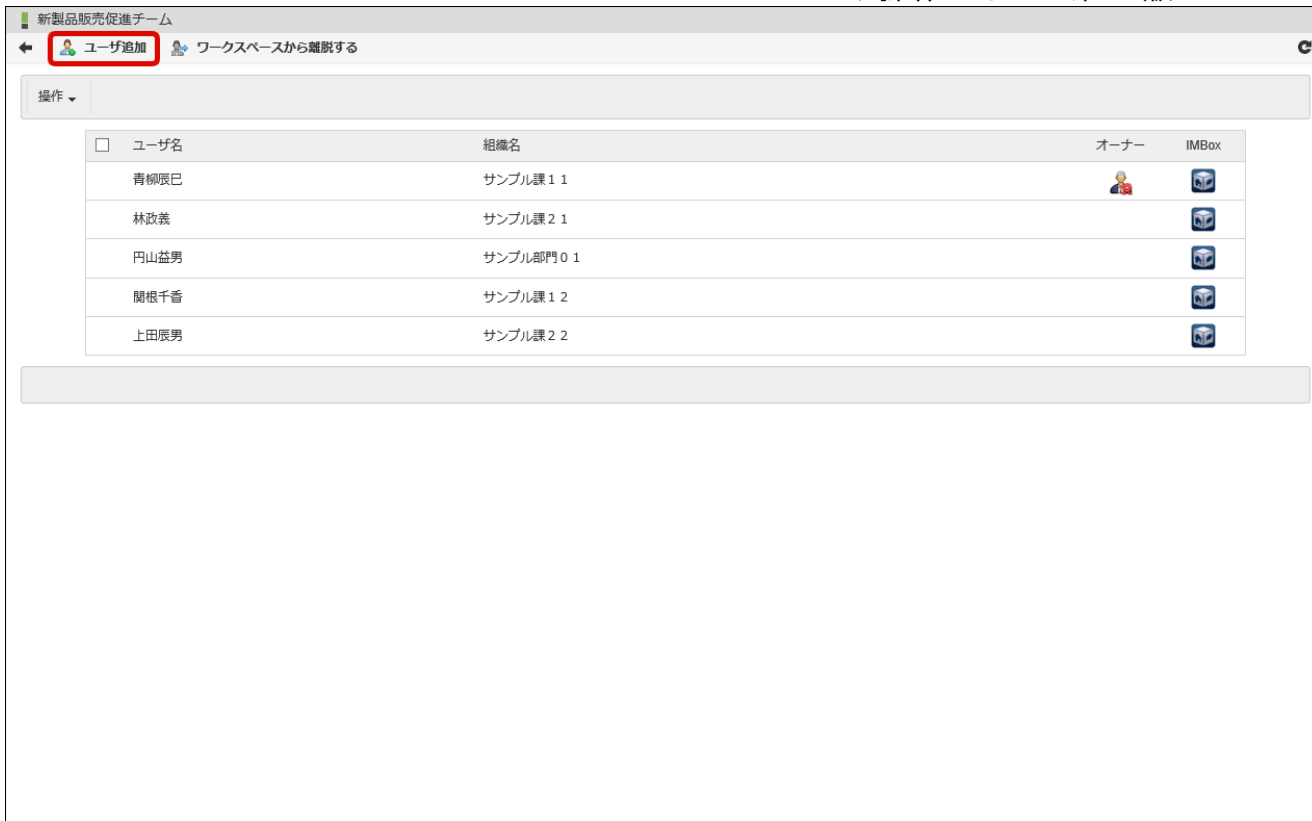 新製品販売促進チーム
ユーザ追加 ワークスペースから離脱する
操作
ユーザ名 組織名 オーナー IMBox
青柳辰巳 サンプル課１１
林政義 サンプル課２１
円山益男 サンプル部門０１
関根千香 サンプル課１２
上田辰男 サンプル課２２